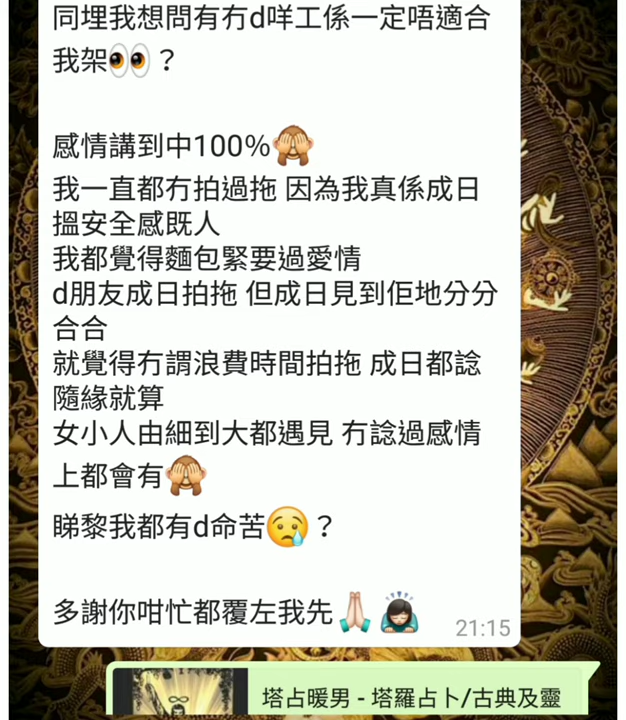 同埋我想問有冇d咩工係一定唔適合
我架👀？
感情講到中100%🙈
我一直都冇拍過拖 因為我真係成日
搵安全感既人
我都覺得麵包緊要過愛情
d朋友成日拍拖 但成日見到佢地分分
合合
就覺得冇謂浪費時間拍拖 成日都諗
隨緣就算
女小人由細到大都遇見 冇諗過感情
上都會有🙈
睇黎我都有d命苦😢？
多謝你咁忙都覆左我先🙏🏻🙇🏻
21:15
塔占暖男 - 塔羅占卜/古典及靈